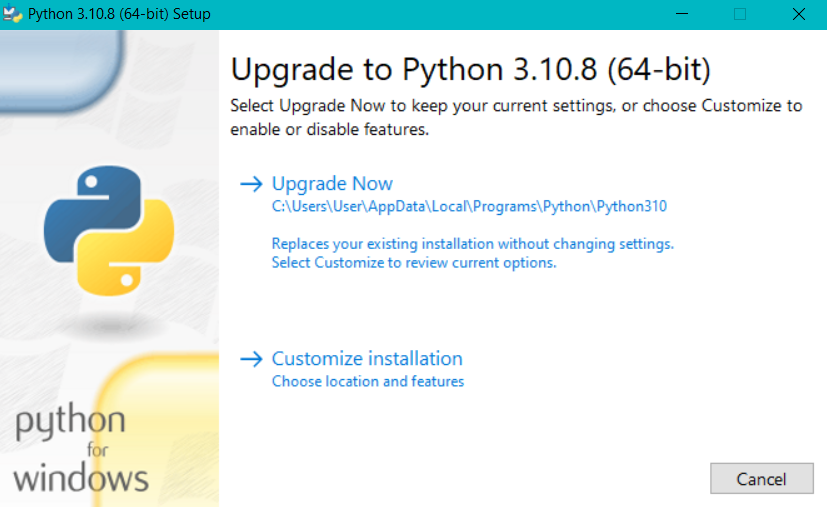 Python 3.10.8 (64-bit) Setup
Upgrade to Python 3.10.8 (64-bit)
Select Upgrade Now to keep your current settings, or choose Customize to
enable or disable features.
Upgrade Now
C:\Users\User\AppData\Local\Programs\Python\Python310
Replaces your existing installation without changing settings.
Select Customize to review current options.
Customize installation
Choose location and features
python
for
windows
Cancel